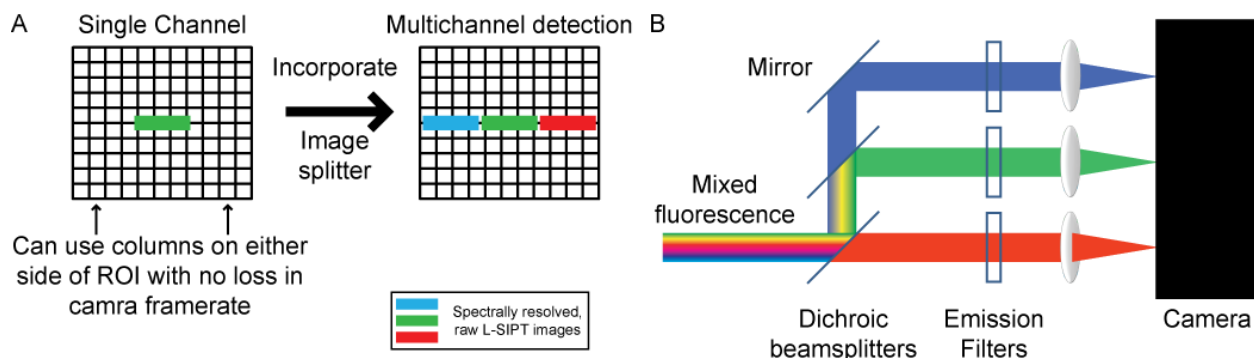 A
Single Channel
Incorporate
Image
splitter
Multichannel detection
Can use columns on either
side of ROI with no loss in
camra framerate
Spectrally resolved,
raw L-SIPT images
B
Mirror
Mixed
fluorescence
Dichroic
beamsplitters
Emission
Filters
Camera